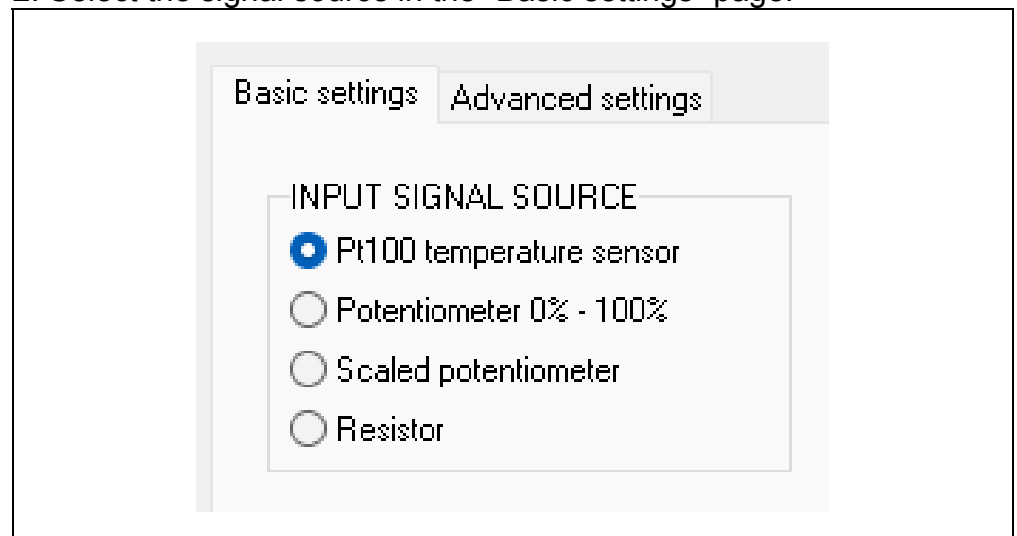 2. Select the signal source in the "Basic settings" page.
Basic settings Advanced settings
INPUT SIGNAL SOURCE
Pt100 temperature sensor
Potentiometer 0% - 100%
Scaled potentiometer
Resistor